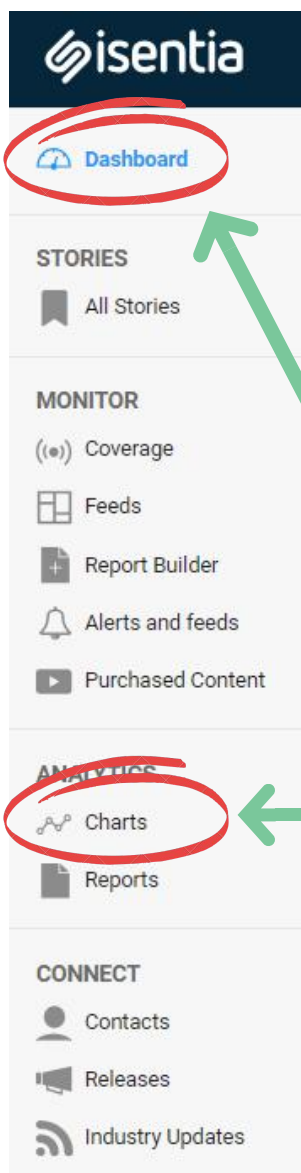 isentia
Dashboard
STORIES
All Stories
MONITOR
Coverage
Feeds
Report Builder
Alerts and feeds
Purchased Content
ANALYTICS
Charts
Reports
CONNECT
Contacts
Releases
Industry Updates